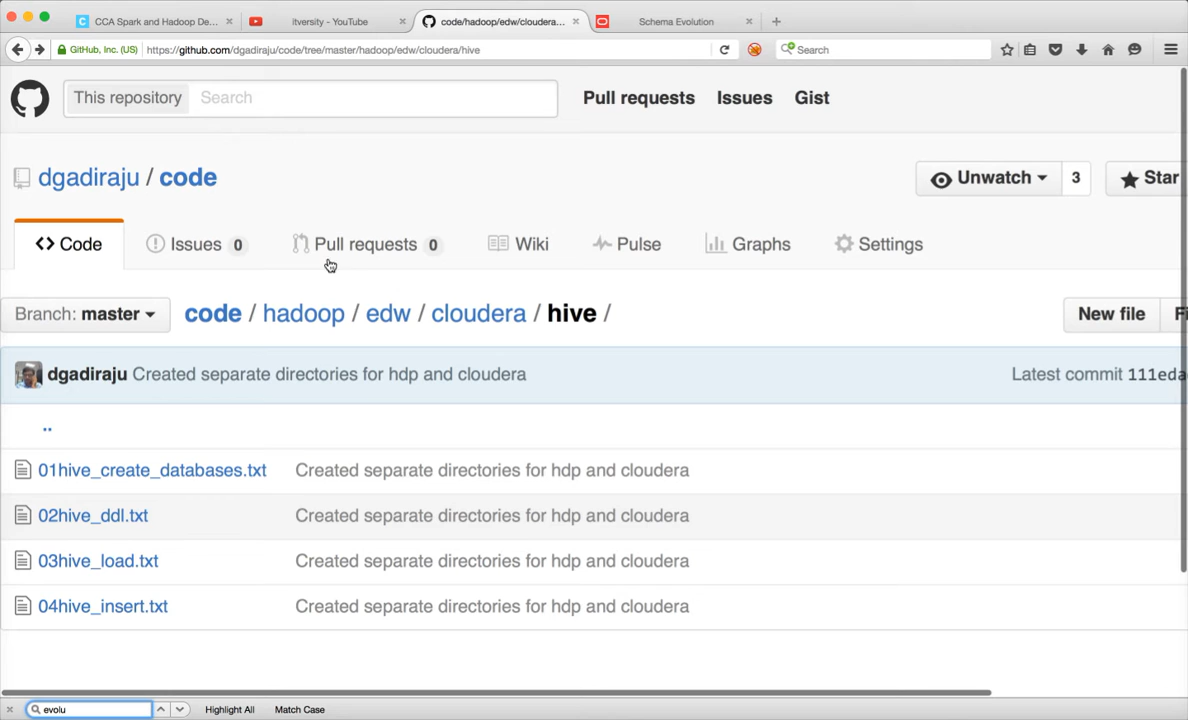 CCA Spark and Hadoop De...
itversity - YouTube
code/hadoop/edw/cloudera...
Schema Evolution
GitHub, Inc. (US)
https://github.com/dgadiraju/code/tree/master/hadoop/edw/cloudera/hive
Search
This repository
Search
Pull requests
Issues
Gist
dgadiraju / code
Unwatch
3
Star
Code
Issues 0
Pull requests 0
Wiki
Pulse
Graphs
Settings
Branch: master
code / hadoop / edw / cloudera / hive /
New file
Fi
dgadiraju Created separate directories for hdp and cloudera
Latest commit 111eda
..
01hive_create_databases.txt Created separate directories for hdp and cloudera
02hive_ddl.txt Created separate directories for hdp and cloudera
03hive_load.txt Created separate directories for hdp and cloudera
04hive_insert.txt Created separate directories for hdp and cloudera
evolu
Highlight All
Match Case